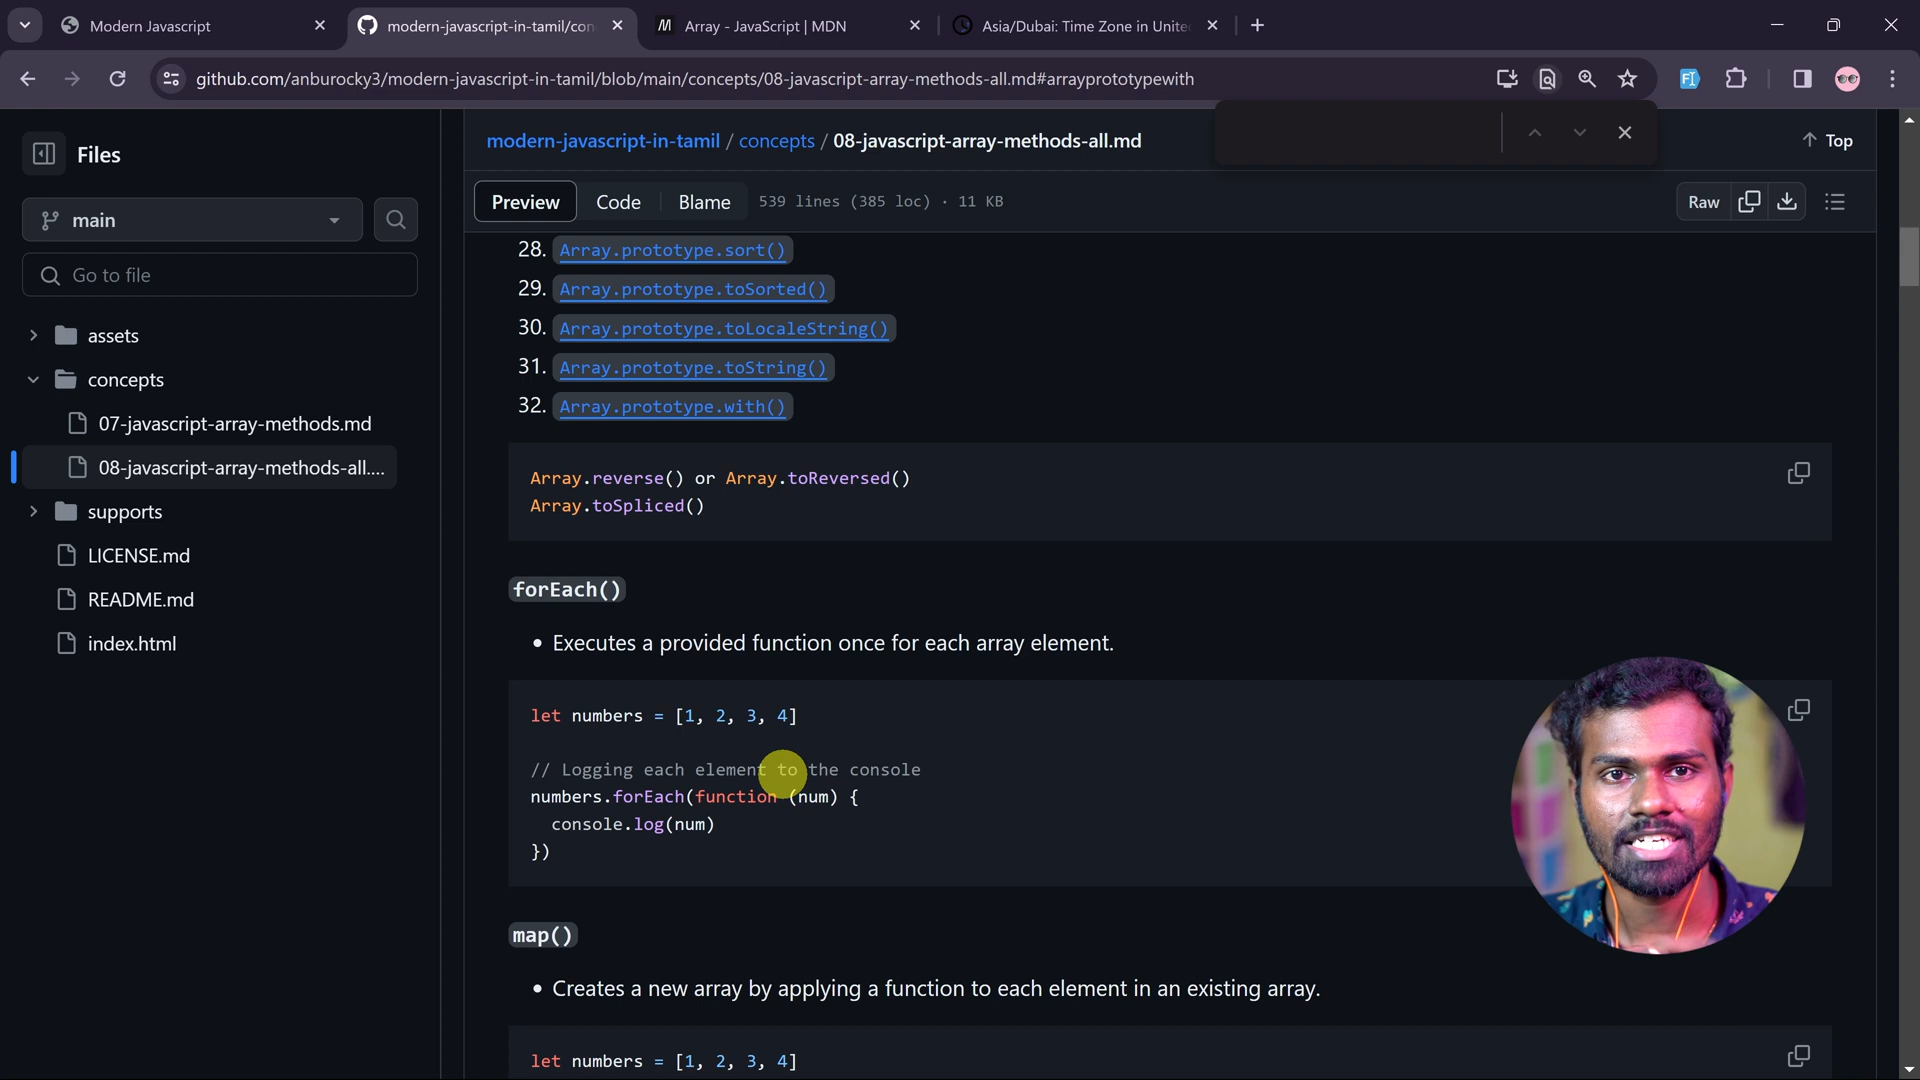 Modern Javascript
modern-javascript-in-tamil/con
Array - JavaScript | MDN
Asia/Dubai: Time Zone in Unite
github.com/anburocky3/modern-javascript-in-tamil/blob/main/concepts/08-javascript-array-methods-all.md#arrayprototypewith
Files
modern-javascript-in-tamil / concepts / 08-javascript-array-methods-all.md
Top
main
Preview
Code
Blame
539 lines (385 loc) · 11 KB
Raw
Go to file
assets
concepts
07-javascript-array-methods.md
08-javascript-array-methods-all....
supports
LICENSE.md
README.md
index.html
28. Array.prototype.sort()
29. Array.prototype.toSorted()
30. Array.prototype.toLocaleString()
31. Array.prototype.toString()
32. Array.prototype.with()
Array.reverse() or Array.toReversed()
Array.toSpliced()
forEach()
• Executes a provided function once for each array element.
let numbers = [1, 2, 3, 4]
// Logging each element to the console
numbers.forEach(function (num) {
console.log(num)
})
map()
• Creates a new array by applying a function to each element in an existing array.
let numbers = [1, 2, 3, 4]